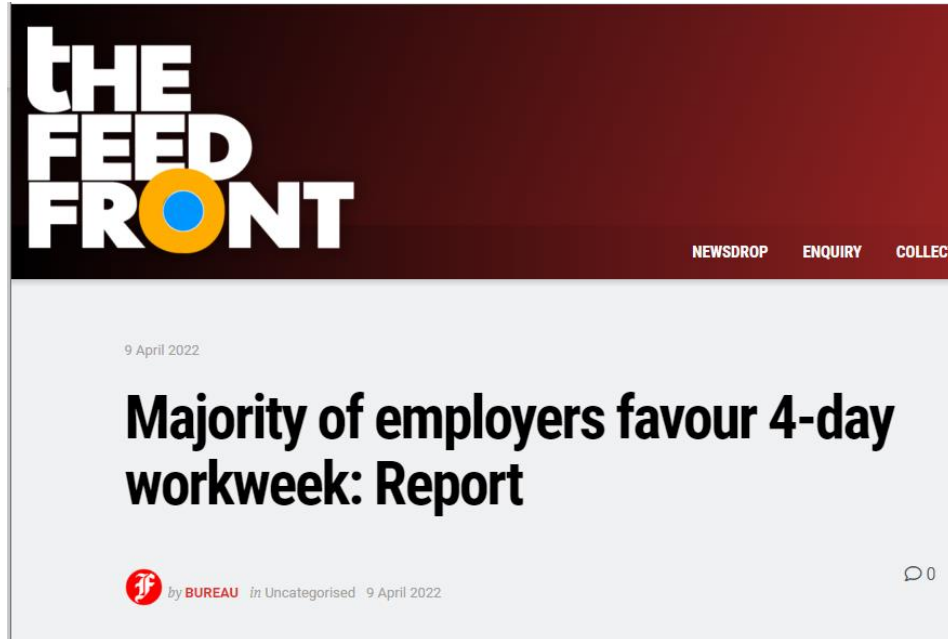 tHE
FEED
FRONT
NEWSDROP ENQUIRY COLLEC
9 April 2022
Majority of employers favour 4-day
workweek: Report
by BUREAU in Uncategorised 9 April 2022
0